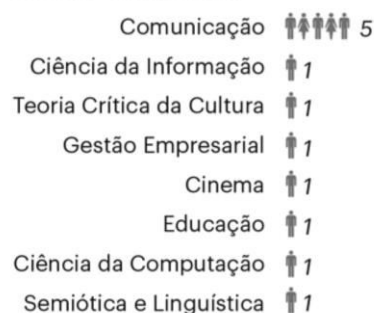 Comunicação 5
Ciência da Informação 1
Teoria Crítica da Cultura 1
Gestão Empresarial 1
Cinema 1
Educação 1
Ciência da Computação 1
Semiótica e Linguística 1